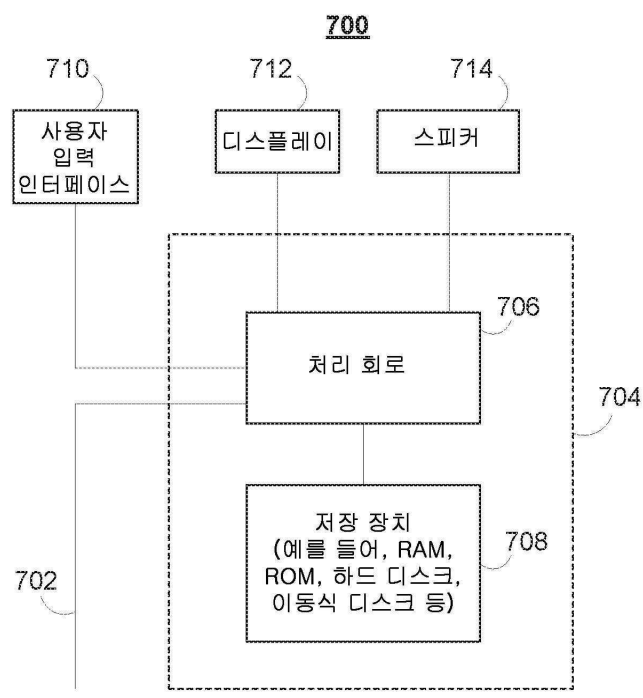 700
710
712
714
사용자
입력
인터페이스
디스플레이
스피커
706
처리 회로
704
저장 장치
(예를 들어, RAM,
ROM, 하드 디스크,
이동식 디스크 등)
708
702